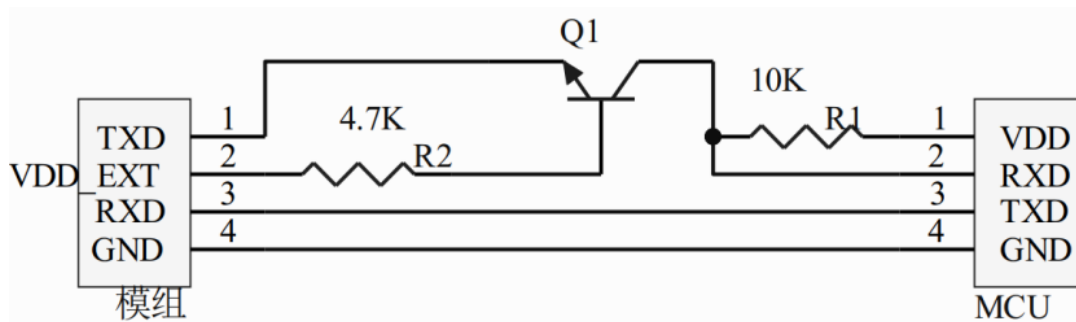 Q1
10K
4.7K
R1
R2
TXD
1
VDD_EXT
2
RXD
3
GND
4
模组
1
VDD
2
RXD
3
TXD
4
GND
MCU